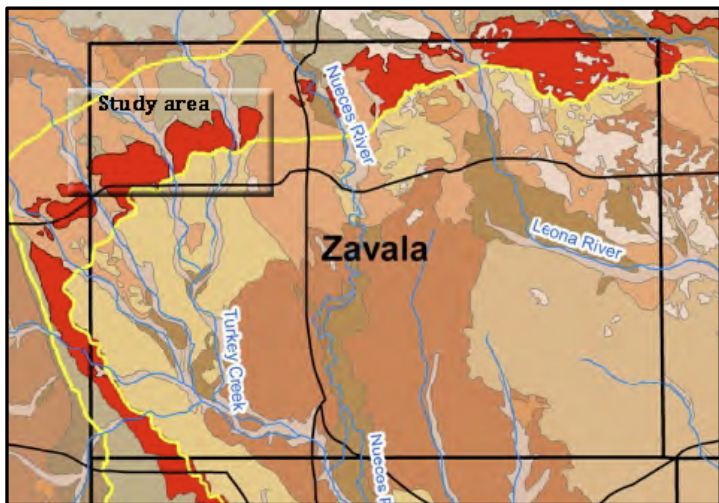 Study area
Nueces River
Zavala
Leona River
Turkey Creek
Nueces